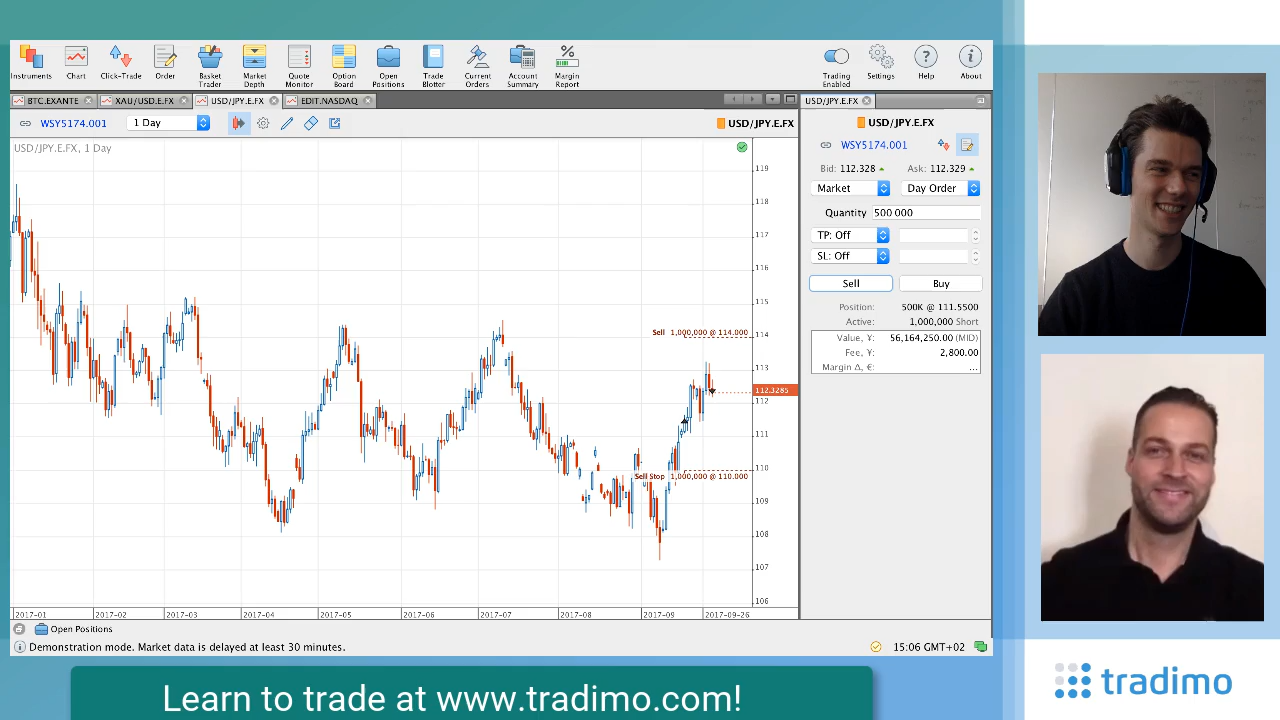 Instruments
Chart
Click-Trade
Order
Basket Trader
Market Depth
Quote Monitor
Option Board
Open Positions
Trade Blotter
Current Orders
Account Summary
Margin Report
Trading Enabled
Settings
Help
About
BTC.EXANTE
XAU/USD.E.FX
USD/JPY.E.FX
EDIT.NASDAQ
USD/JPY.E.FX
WSY5174.001
1 Day
USD/JPY.E.FX
USD/JPY.E.FX, 1 Day
119
118
117
116
115
114
113
112.3285
112
111
110
109
108
107
106
Sell 1,000,000 @ 114.000
Sell Stop 1,000,000 @ 110.000
2017-01
2017-02
2017-03
2017-04
2017-05
2017-06
2017-07
2017-08
2017-09
2017-09-26
USD/JPY.E.FX
WSY5174.001
Bid: 112.328 Ask: 112.329
Market Day Order
Quantity 500 000
TP: Off
SL: Off
Sell Buy
Position: 500K @ 111.5500
Active: 1,000,000 Short
Value, ¥: 56,164,250.00 (MID)
Fee, ¥: 2,800.00
Margin Δ, €: ...
Open Positions
Demonstration mode. Market data is delayed at least 30 minutes.
15:06 GMT+02
Learn to trade at www.tradimo.com!
tradimo